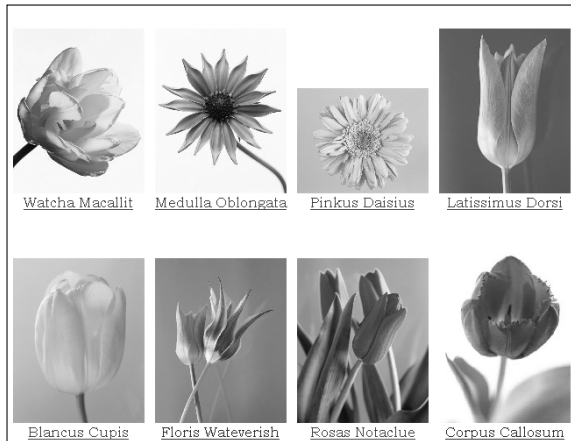 Watcha Macallit
Medulla Oblongata
Pinkus Daisius
Latissimus Dorsi
Blancus Cupis
Floris Wateverish
Rosas Notaclue
Corpus Callosum